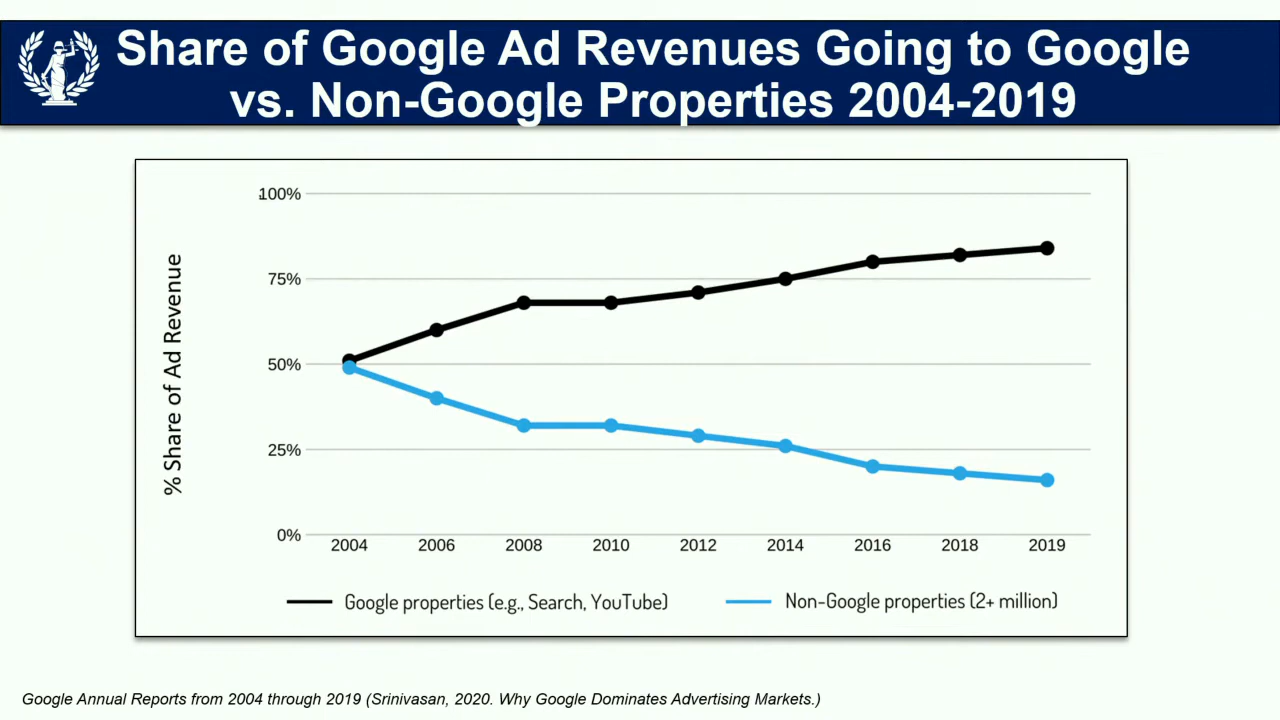 Share of Google Ad Revenues Going to Google
vs. Non-Google Properties 2004-2019
% Share of Ad Revenue
100%
75%
50%
25%
0%
2004 2006 2008 2010 2012 2014 2016 2018 2019
Google properties (e.g., Search, YouTube) Non-Google properties (2+ million)
Google Annual Reports from 2004 through 2019 (Srinivasan, 2020. Why Google Dominates Advertising Markets.)